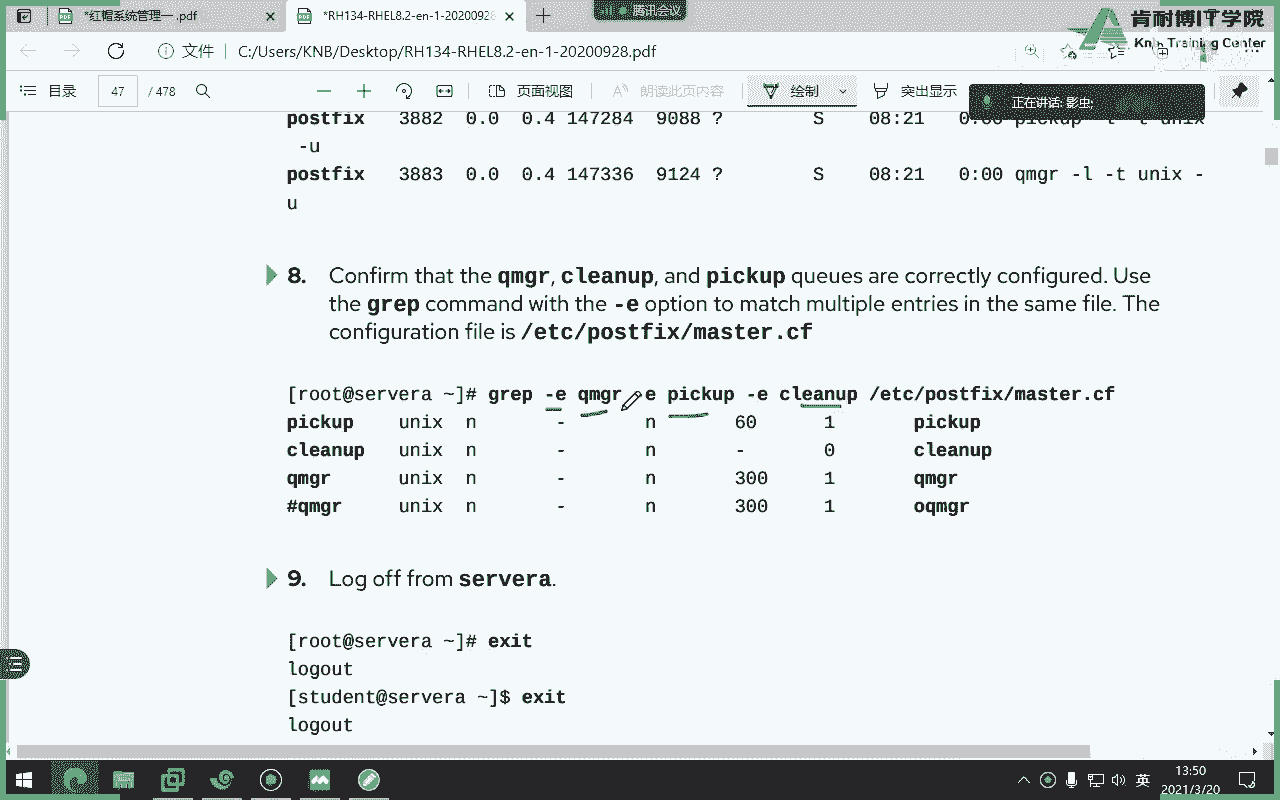 *红帽系统管理一.pdf
*RH134-RHEL8.2-en-1-2020092
腾讯会议
肯耐博IT学院
文件
C:/Users/KNB/Desktop/RH134-RHEL8.2-en-1-20200928.pdf
Knb Training Center
目录
47
/ 478
页面视图
朗读此页内容
绘制
突出显示
正在讲话: 影虫;
postfix 3882 0.0 0.4 147284 9088 ? S 08:21 0:00 pickup -l -t unix
-u
postfix 3883 0.0 0.4 147336 9124 ? S 08:21 0:00 qmgr -l -t unix -
u
8. Confirm that the qmgr, cleanup, and pickup queues are correctly configured. Use
the grep command with the -e option to match multiple entries in the same file. The
configuration file is /etc/postfix/master.cf
[root@servera ~]# grep -e qmgr e pickup -e cleanup /etc/postfix/master.cf
pickup unix n - n 60 1 pickup
cleanup unix n - n - 0 cleanup
qmgr unix n - n 300 1 qmgr
#qmgr unix n - n 300 1 oqmgr
9. Log off from servera.
[root@servera ~]# exit
logout
[student@servera ~]$ exit
logout
英
13:50
2021/3/20